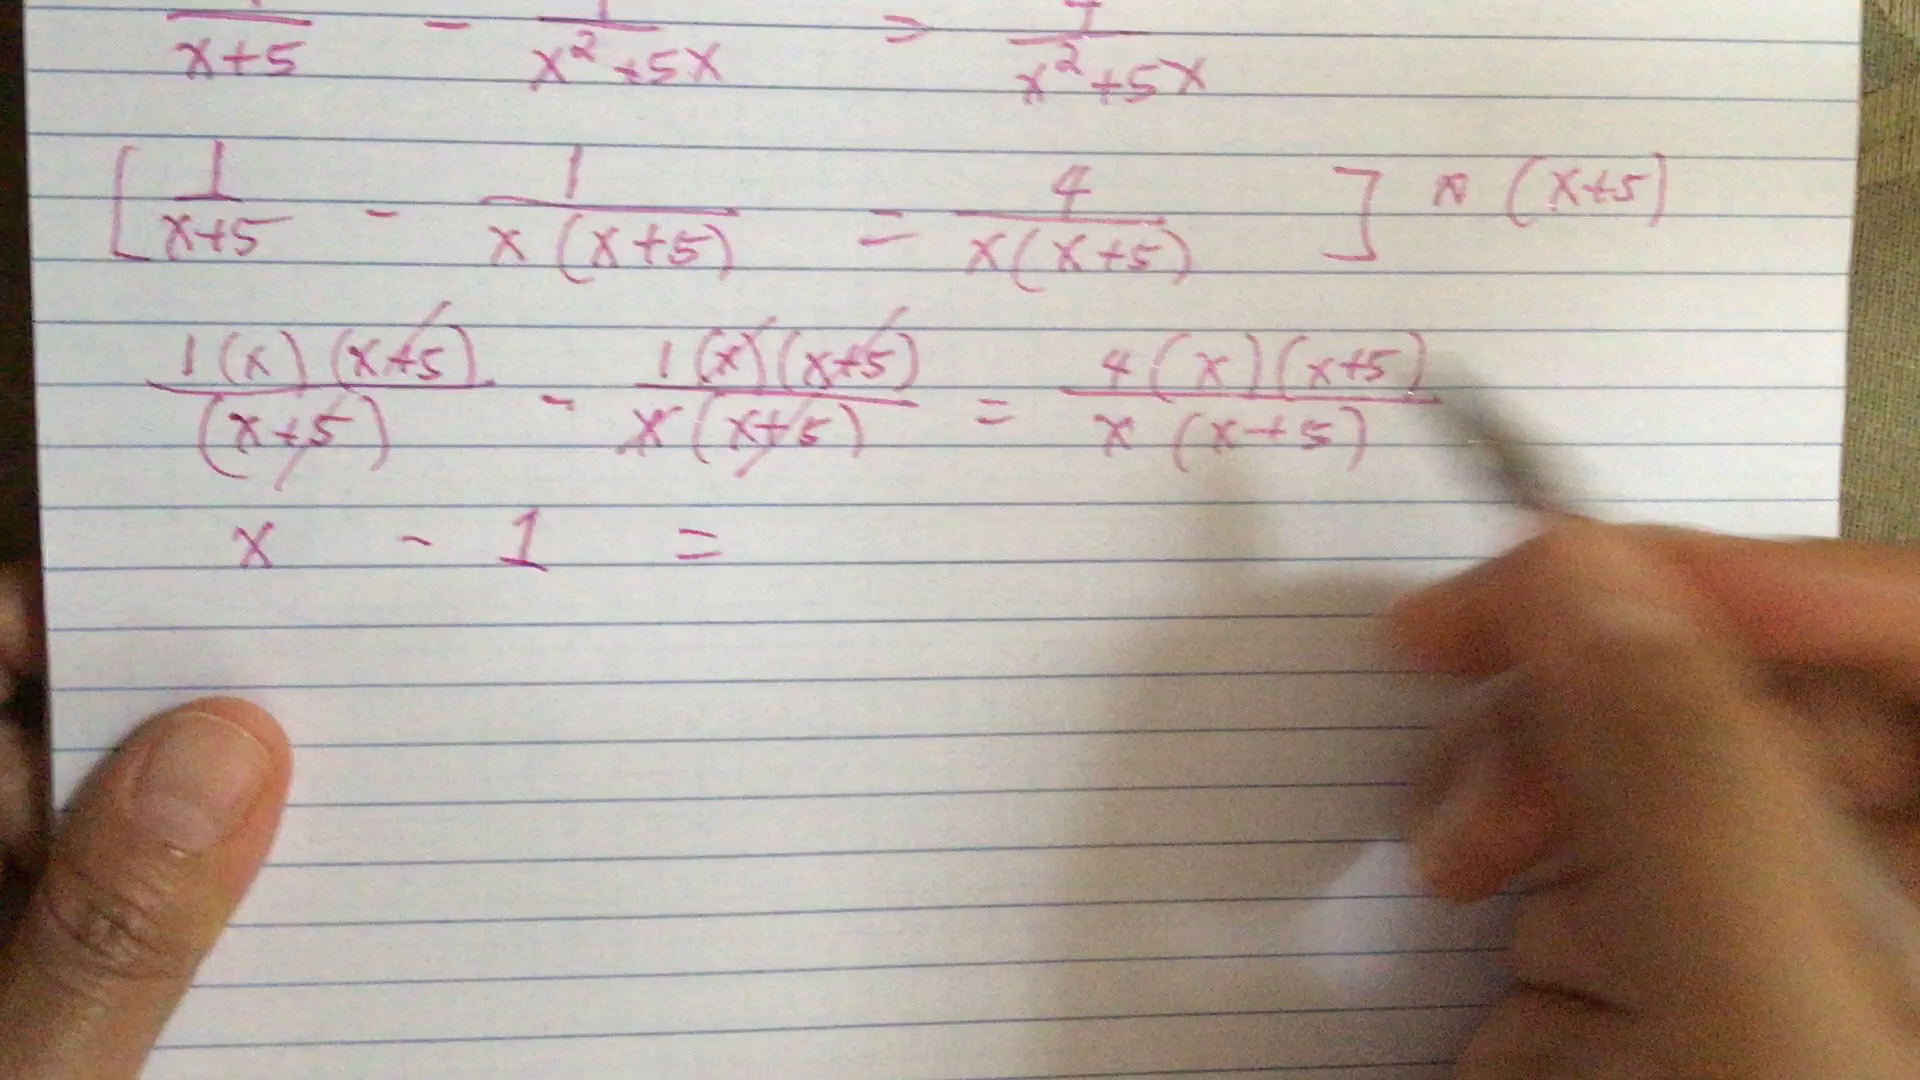 x+5 - x²+5x = x²+5x
[ 1/x+5 - 1/x(x+5) = 4/x(x+5) ] x (x+5)
1(x)(x+5)/(x+5) - 1(x)(x+5)/x(x+5) = 4(x)(x+5)/x(x+5)
x - 1 =